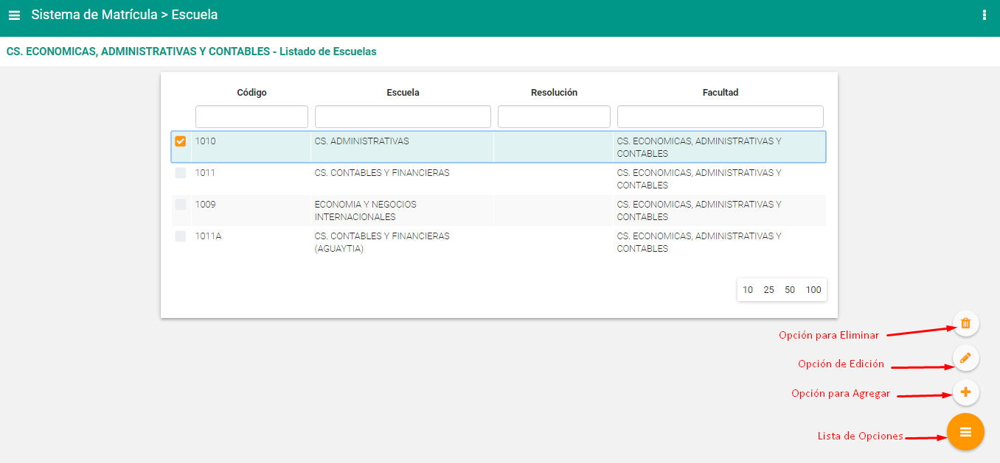 Sistema de Matrícula > Escuela
CS. ECONOMICAS, ADMINISTRATIVAS Y CONTABLES - Listado de Escuelas
Código Escuela Resolución Facultad
1010 CS. ADMINISTRATIVAS CS. ECONOMICAS, ADMINISTRATIVAS Y
CONTABLES
1011 CS. CONTABLES Y FINANCIERAS CS. ECONOMICAS, ADMINISTRATIVAS Y
CONTABLES
1009 ECONOMIA Y NEGOCIOS CS. ECONOMICAS, ADMINISTRATIVAS Y
INTERNACIONALES CONTABLES
1011A CS. CONTABLES Y FINANCIERAS CS. ECONOMICAS, ADMINISTRATIVAS Y
(AGUAYTIA) CONTABLES
10 25 50 100
Opción para Eliminar
Opción de Edición
Opción para Agregar
Lista de Opciones